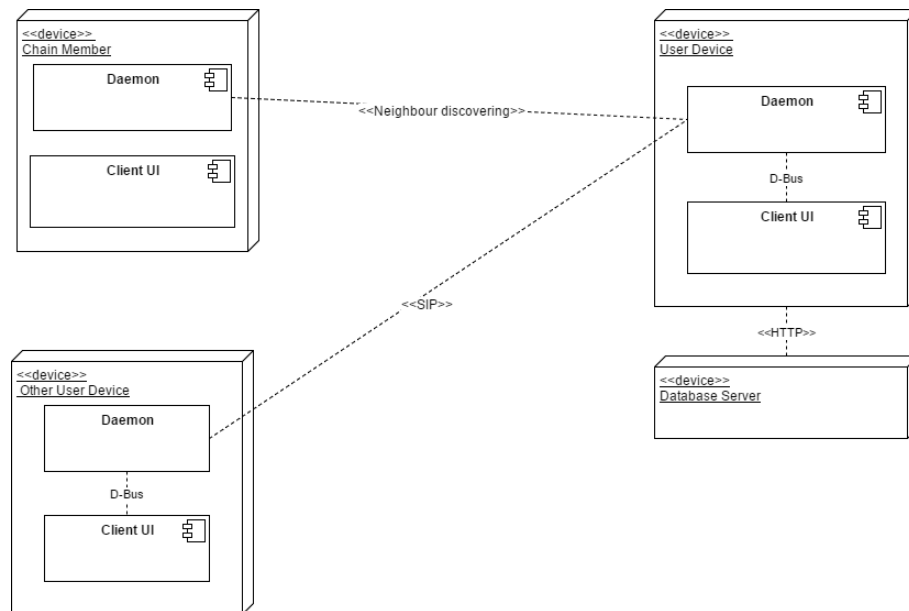 <<device>>
Chain Member
Daemon
Client UI
<<Neighbour discovering>>
<<device>>
User Device
Daemon
D-Bus
Client UI
<<SIP>>
<<HTTP>>
<<device>>
Database Server
<<device>>
Other User Device
Daemon
D-Bus
Client UI